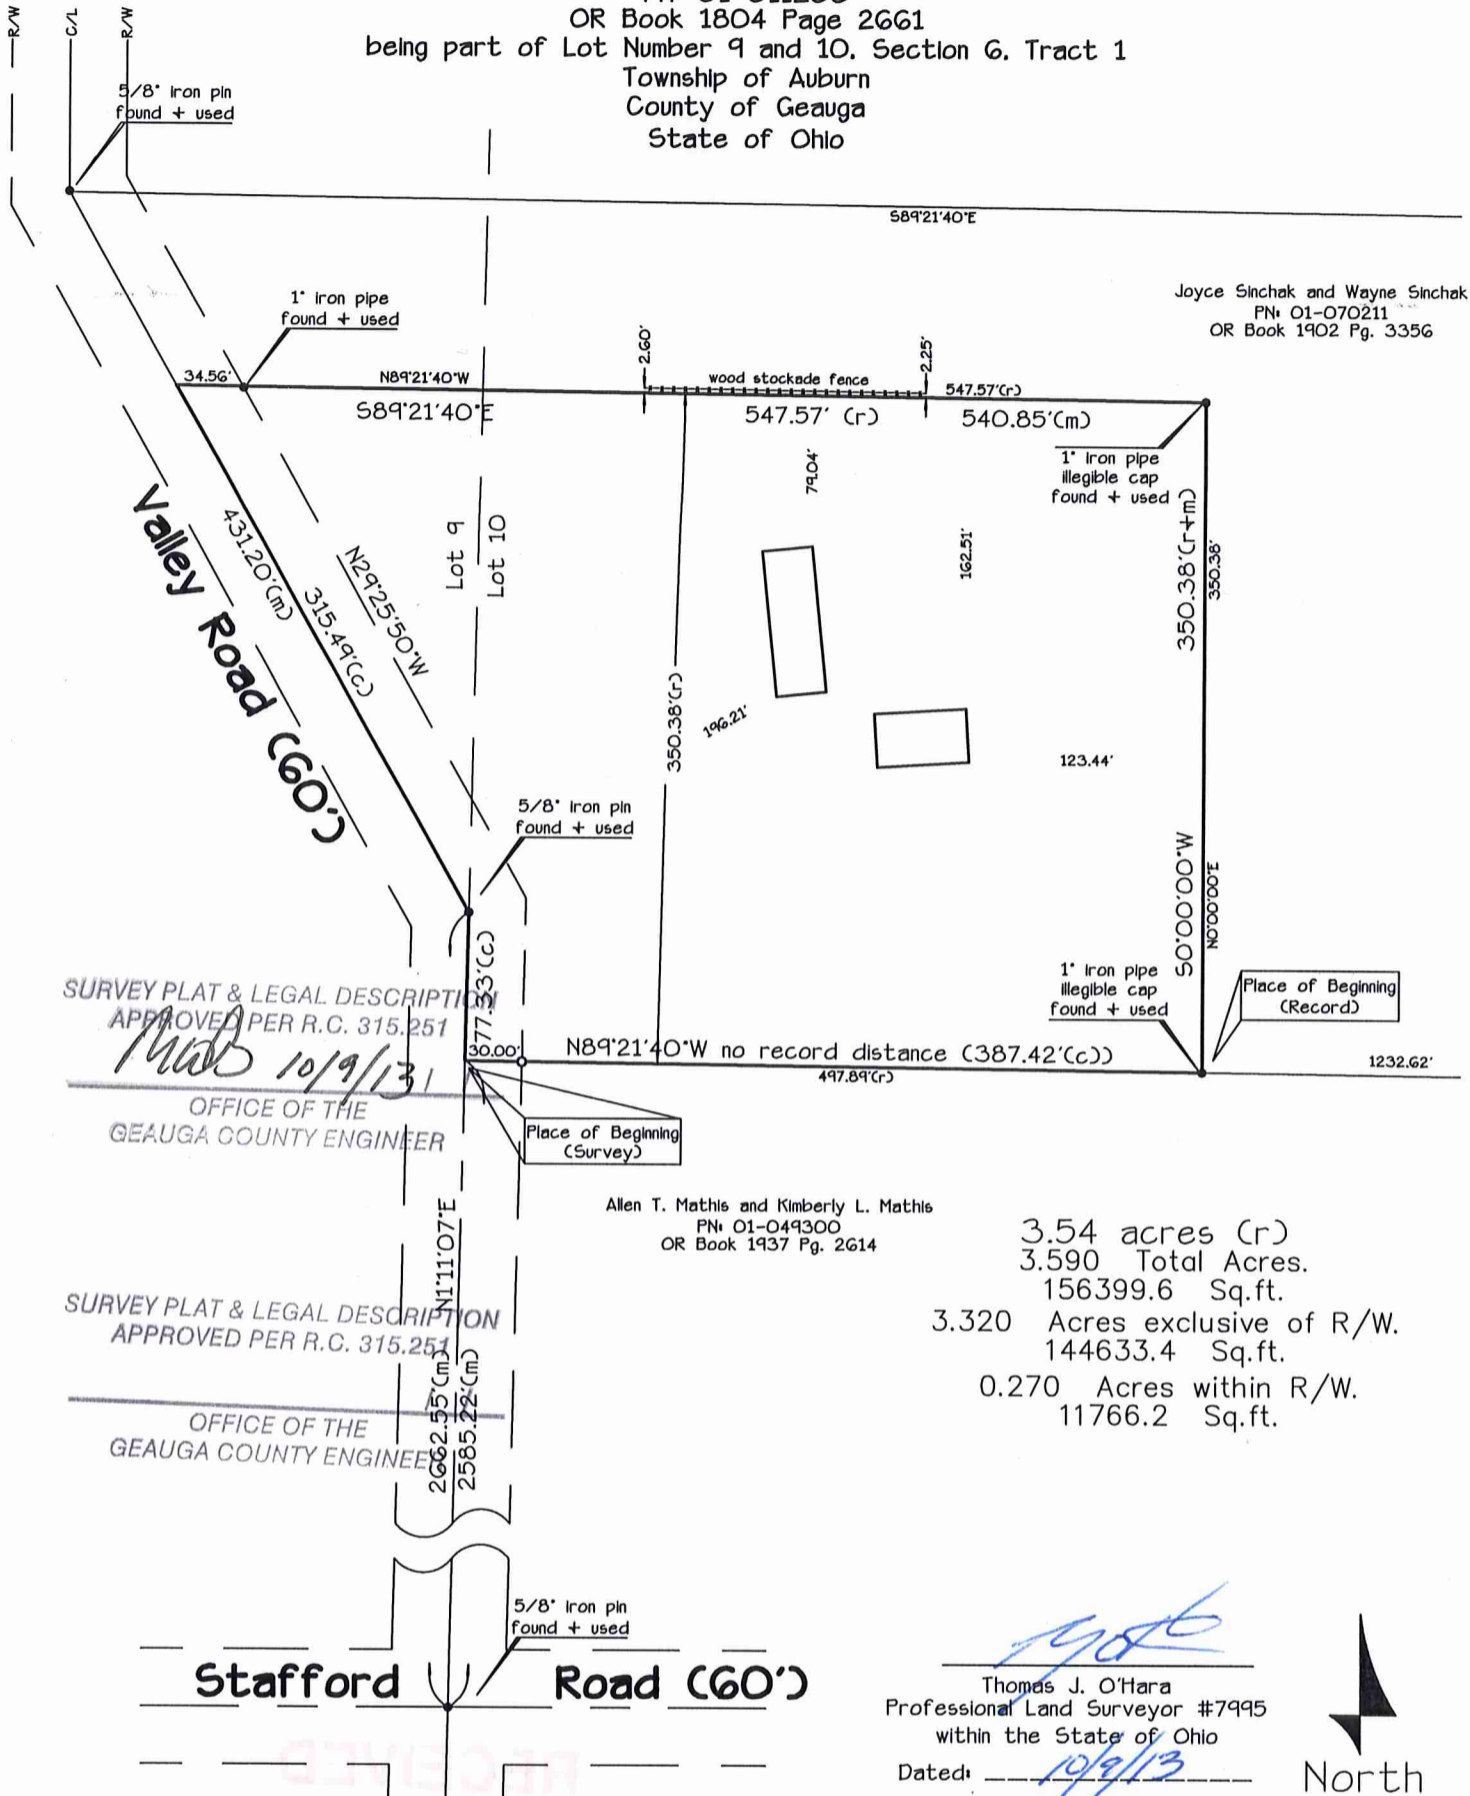 OR Book 1804 Page 2661
being part of Lot Number 9 and 10. Section 6. Tract 1
Township of Auburn
County of Geauga
State of Ohio
R/W
C/L
R/W
5/8" iron pin
found + used
S89°21'40"E
Joyce Sinchak and Wayne Sinchak
PN: 01-070211
OR Book 1902 Pg. 3356
1" iron pipe
found + used
34.56'
N89°21'40"W
2.60'
wood stockade fence
2.25'
547.57'(r)
S89°21'40"E
547.57' (r)
540.85'(m)
1" iron pipe
illegible cap
found + used
79.04'
162.51'
350.38'(r+m)
350.38'
Valley Road (60')
431.20'(m)
315.49'(c)
N29°25'50"W
Lot 9
Lot 10
350.38'(r)
196.21'
123.44'
5/8" iron pin
found + used
S0°00'00"W
N0°00'00"E
77.33'(c)
1" iron pipe
illegible cap
found + used
Place of Beginning
(Record)
30.00'
N89°21'40"W no record distance (387.42'(c))
497.89'(r)
1232.62'
Place of Beginning
(Survey)
SURVEY PLAT & LEGAL DESCRIPTION
APPROVED PER R.C. 315.251
10/9/13
OFFICE OF THE
GEAUGA COUNTY ENGINEER
Allen T. Mathis and Kimberly L. Mathis
PN: 01-049300
OR Book 1937 Pg. 2614
3.54 acres (r)
3.590 Total Acres.
156399.6 Sq.ft.
3.320 Acres exclusive of R/W.
144633.4 Sq.ft.
0.270 Acres within R/W.
11766.2 Sq.ft.
N1°11'07"E
2662.55'(m)
2585.22'(m)
SURVEY PLAT & LEGAL DESCRIPTION
APPROVED PER R.C. 315.251
OFFICE OF THE
GEAUGA COUNTY ENGINEER
5/8" iron pin
found + used
Stafford Road (60')
Thomas J. O'Hara
Professional Land Surveyor #7995
within the State of Ohio
Dated: 10/9/13
North
RECEIVED